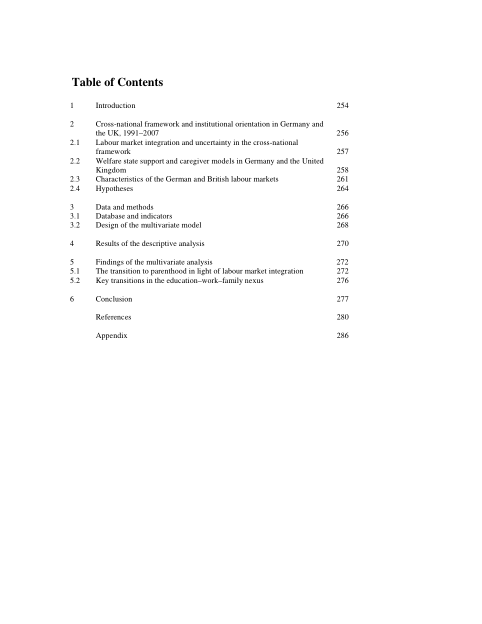 Table of Contents
1 Introduction 254
2 Cross-national framework and institutional orientation in Germany and
the UK, 1991–2007 256
2.1 Labour market integration and uncertainty in the cross-national
framework 257
2.2 Welfare state support and caregiver models in Germany and the United
Kingdom 258
2.3 Characteristics of the German and British labour markets 261
2.4 Hypotheses 264
3 Data and methods 266
3.1 Database and indicators 266
3.2 Design of the multivariate model 268
4 Results of the descriptive analysis 270
5 Findings of the multivariate analysis 272
5.1 The transition to parenthood in light of labour market integration 272
5.2 Key transitions in the education–work–family nexus 276
6 Conclusion 277
References 280
Appendix 286